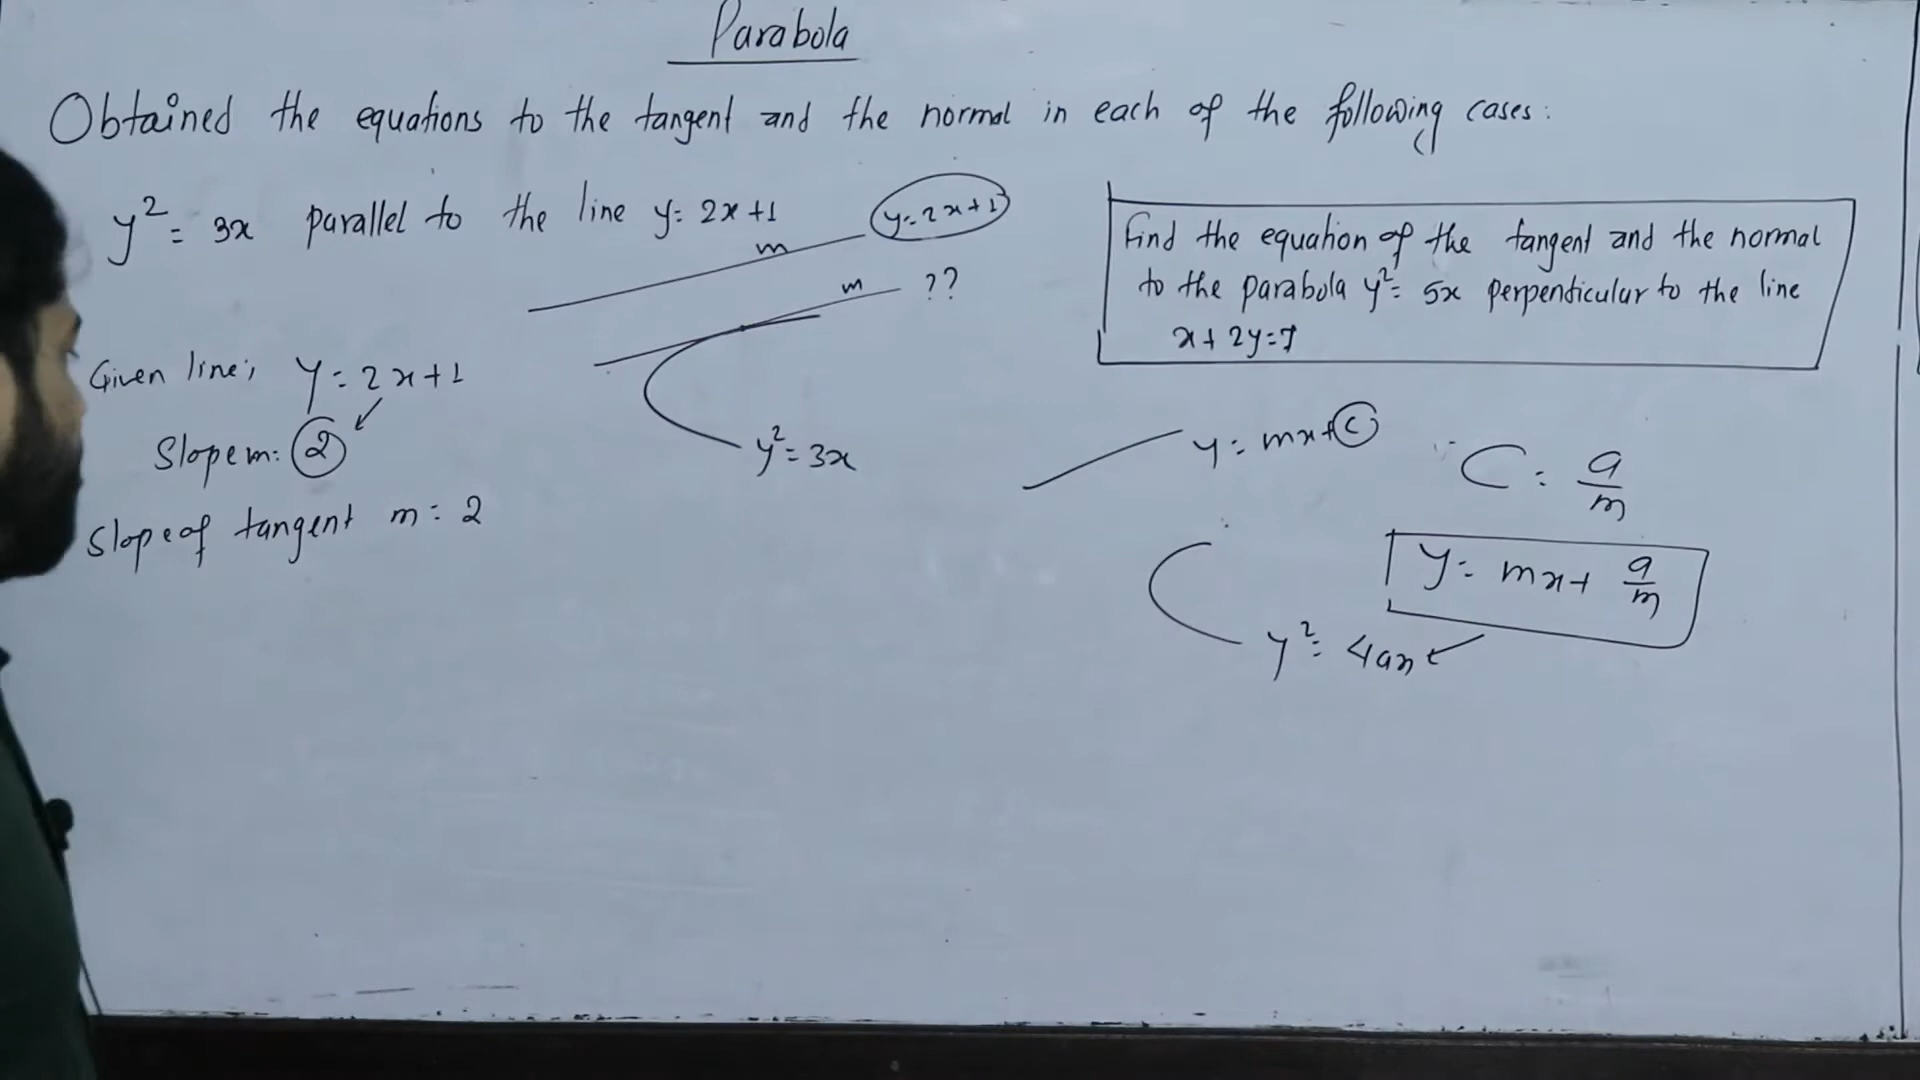 Parabola
Obtained the equations to the tangent and the normal in each of the following cases:
y² = 3x parallel to the line y = 2x+1
y = 2x+1
m
m ??
y² = 3x
Given line; y = 2x+1
Slope m: 2
Slope of tangent m = 2
Find the equation of the tangent and the normal
to the parabola y² = 5x perpendicular to the line
x + 2y = 7
y = mx + c
C = a/m
y = mx + a/m
y² = 4ax